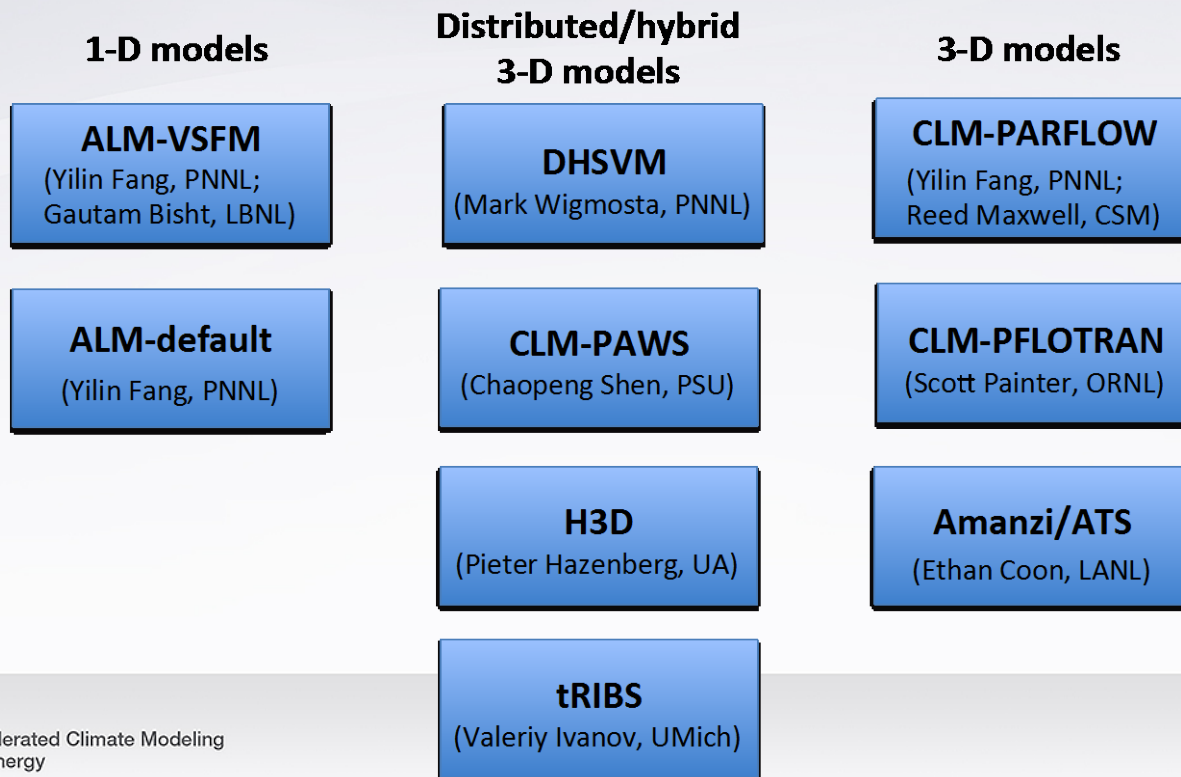 1-D models
ALM-VSFM
(Yilin Fang, PNNL;
Gautam Bisht, LBNL)
ALM-default
(Yilin Fang, PNNL)
Distributed/hybrid
3-D models
DHSVM
(Mark Wigmosta, PNNL)
CLM-PAWS
(Chaopeng Shen, PSU)
H3D
(Pieter Hazenberg, UA)
tRIBS
(Valeriy Ivanov, UMich)
3-D models
CLM-PARFLOW
(Yilin Fang, PNNL;
Reed Maxwell, CSM)
CLM-PFLOTRAN
(Scott Painter, ORNL)
Amanzi/ATS
(Ethan Coon, LANL)
lerated Climate Modeling
nergy